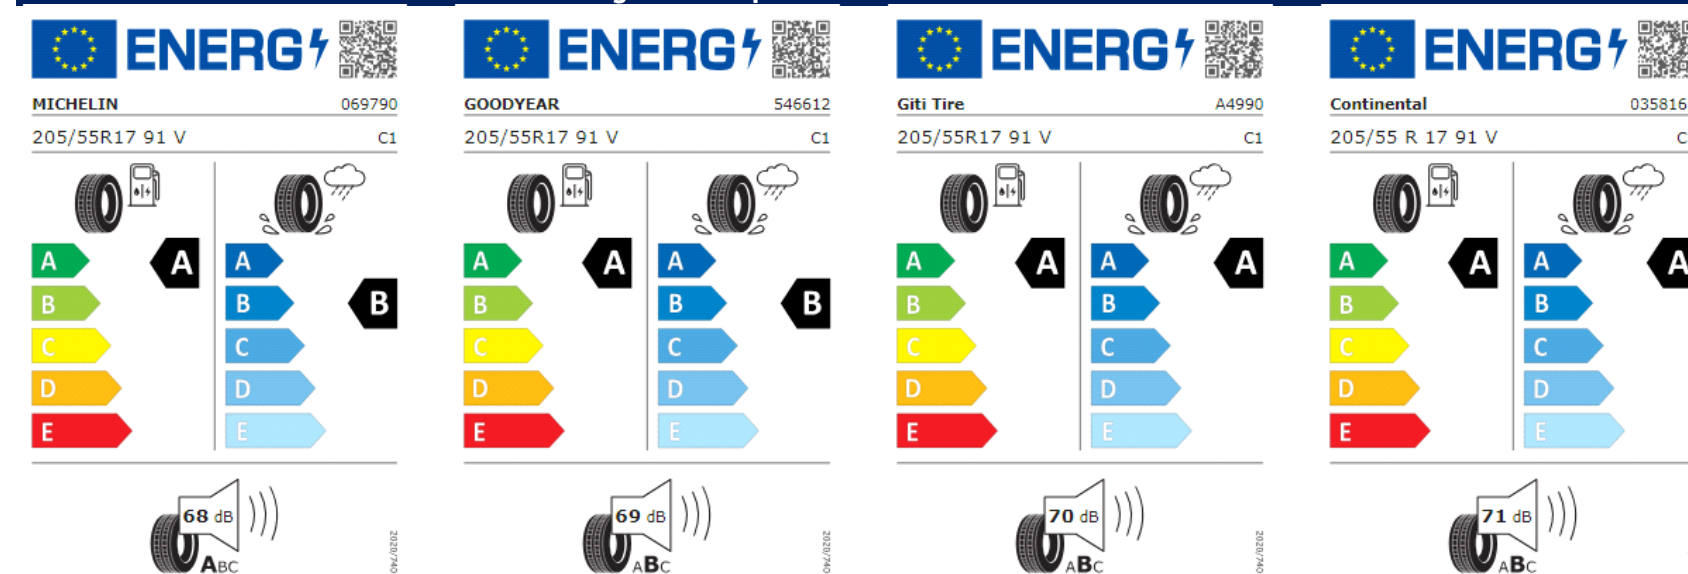 ENERG
MICHELIN 069790
205/55R17 91 V C1
A
B
C
D
E
A
A
B
C
D
E
B
68 dB
ABC
2020/740
ENERG
GOODYEAR 546612
205/55R17 91 V C1
A
B
C
D
E
A
A
B
C
D
E
B
69 dB
ABC
2020/740
ENERG
Giti Tire A4990
205/55R17 91 V C1
A
B
C
D
E
A
A
B
C
D
E
A
70 dB
ABC
2020/740
ENERG
Continental 035816
205/55 R 17 91 V C
A
B
C
D
E
A
A
B
C
D
E
A
71 dB
ABC